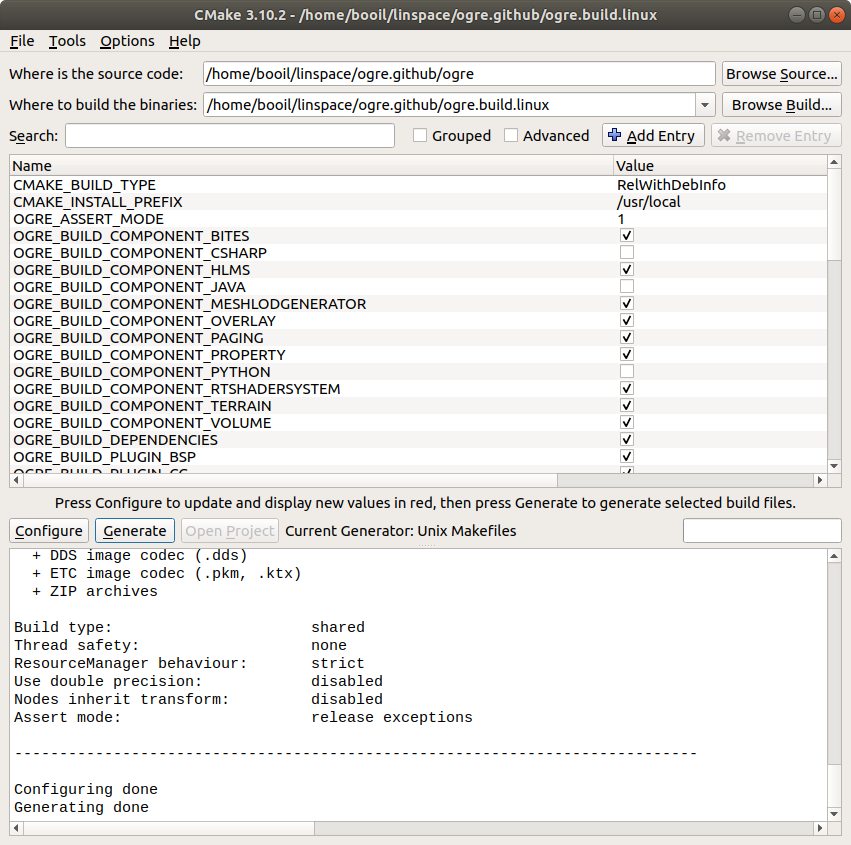 CMake 3.10.2 - /home/booil/linspace/ogre.github/ogre.build.linux
File Tools Options Help
Where is the source code: /home/booil/linspace/ogre.github/ogre Browse Source...
Where to build the binaries: /home/booil/linspace/ogre.github/ogre.build.linux Browse Build...
Search: Grouped Advanced Add Entry Remove Entry
Name Value
CMAKE_BUILD_TYPE RelWithDebInfo
CMAKE_INSTALL_PREFIX /usr/local
OGRE_ASSERT_MODE 1
OGRE_BUILD_COMPONENT_BITES
OGRE_BUILD_COMPONENT_CSHARP
OGRE_BUILD_COMPONENT_HLMS
OGRE_BUILD_COMPONENT_JAVA
OGRE_BUILD_COMPONENT_MESHLODGENERATOR
OGRE_BUILD_COMPONENT_OVERLAY
OGRE_BUILD_COMPONENT_PAGING
OGRE_BUILD_COMPONENT_PROPERTY
OGRE_BUILD_COMPONENT_PYTHON
OGRE_BUILD_COMPONENT_RTSHADERSYSTEM
OGRE_BUILD_COMPONENT_TERRAIN
OGRE_BUILD_COMPONENT_VOLUME
OGRE_BUILD_DEPENDENCIES
OGRE_BUILD_PLUGIN_BSP
OGRE_BUILD_PLUGIN_CG
Press Configure to update and display new values in red, then press Generate to generate selected build files.
Configure Generate Open Project Current Generator: Unix Makefiles
+ DDS image codec (.dds)
+ ETC image codec (.pkm, .ktx)
+ ZIP archives
Build type: shared
Thread safety: none
ResourceManager behaviour: strict
Use double precision: disabled
Nodes inherit transform: disabled
Assert mode: release exceptions
----------------------------------------------------------------------------
Configuring done
Generating done